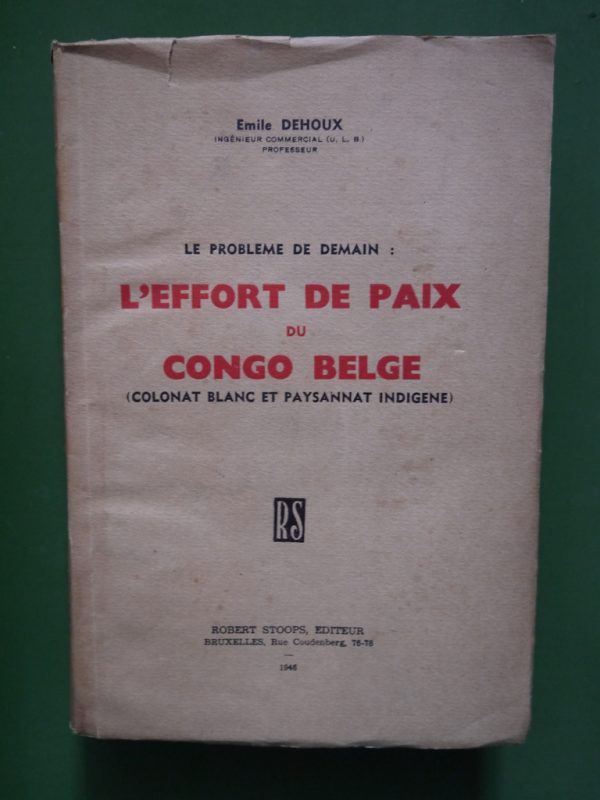 Emile DEHOUX
INGÉNIEUR COMMERCIAL (U. L. B.)
PROFESSEUR
LE PROBLEME DE DEMAIN :
L'EFFORT DE PAIX
DU
CONGO BELGE
(COLONAT BLANC ET PAYSANNAT INDIGENE)
RS
ROBERT STOOPS, EDITEUR
BRUXELLES, Rue Coudenberg, 76-78
—
1946